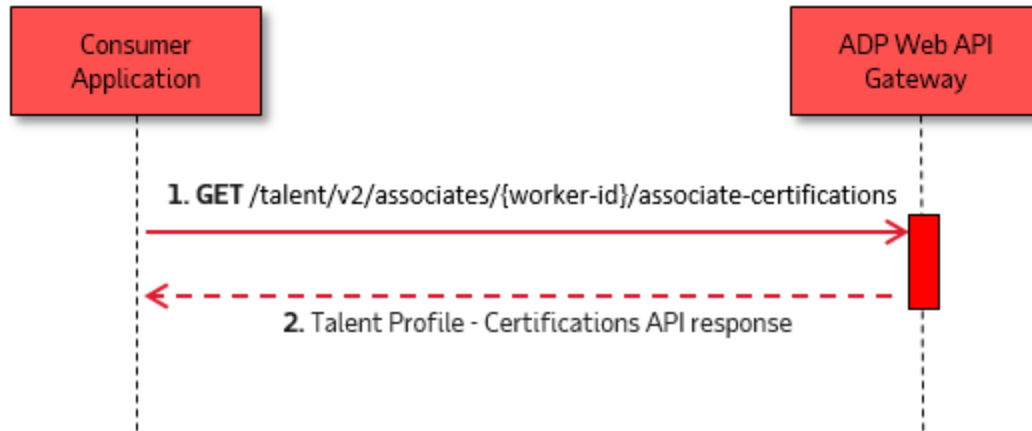 Consumer
Application
ADP Web API
Gateway
1. GET /talent/v2/associates/{worker-id}/associate-certifications
2. Talent Profile - Certifications API response